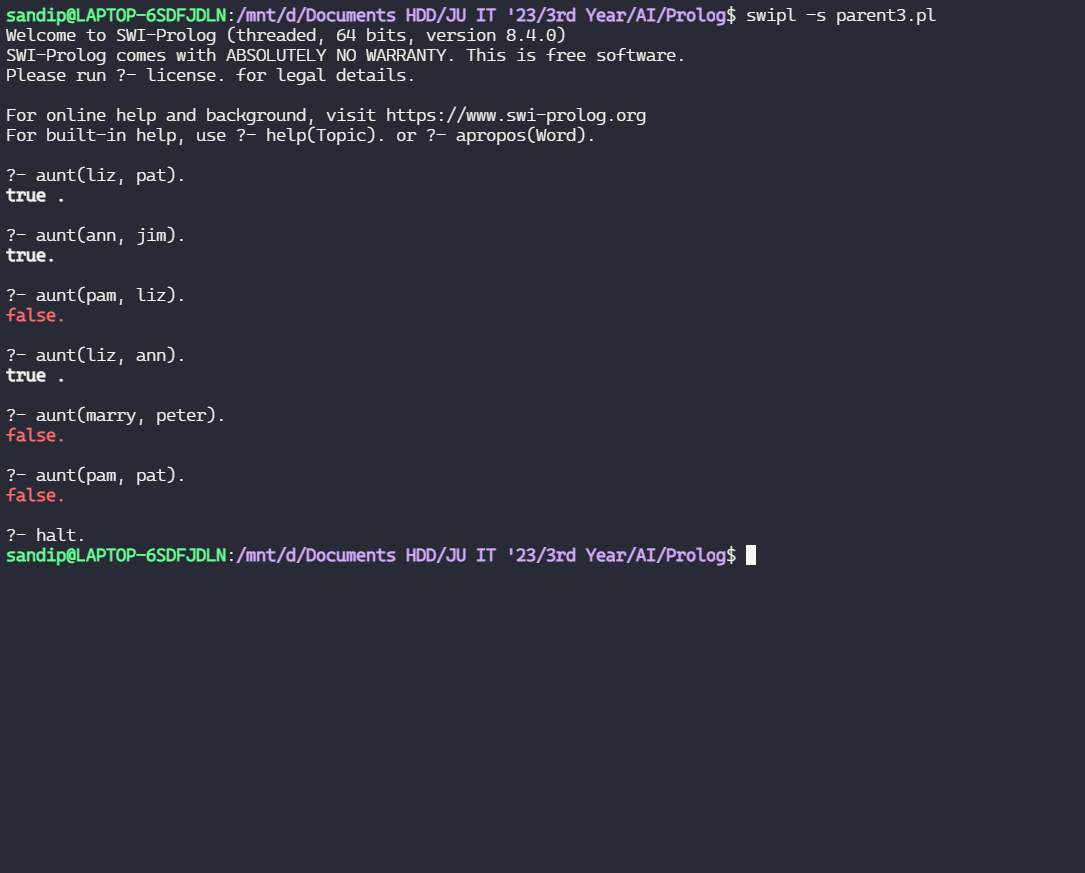 sandip@LAPTOP-6SDFJDLN:/mnt/d/Documents HDD/JU IT '23/3rd Year/AI/Prolog$ swipl -s parent3.pl
Welcome to SWI-Prolog (threaded, 64 bits, version 8.4.0)
SWI-Prolog comes with ABSOLUTELY NO WARRANTY. This is free software.
Please run ?- license. for legal details.

For online help and background, visit https://www.swi-prolog.org
For built-in help, use ?- help(Topic). or ?- apropos(Word).

?- aunt(liz, pat).
true .

?- aunt(ann, jim).
true.

?- aunt(pam, liz).
false.

?- aunt(liz, ann).
true .

?- aunt(marry, peter).
false.

?- aunt(pam, pat).
false.

?- halt.
sandip@LAPTOP-6SDFJDLN:/mnt/d/Documents HDD/JU IT '23/3rd Year/AI/Prolog$